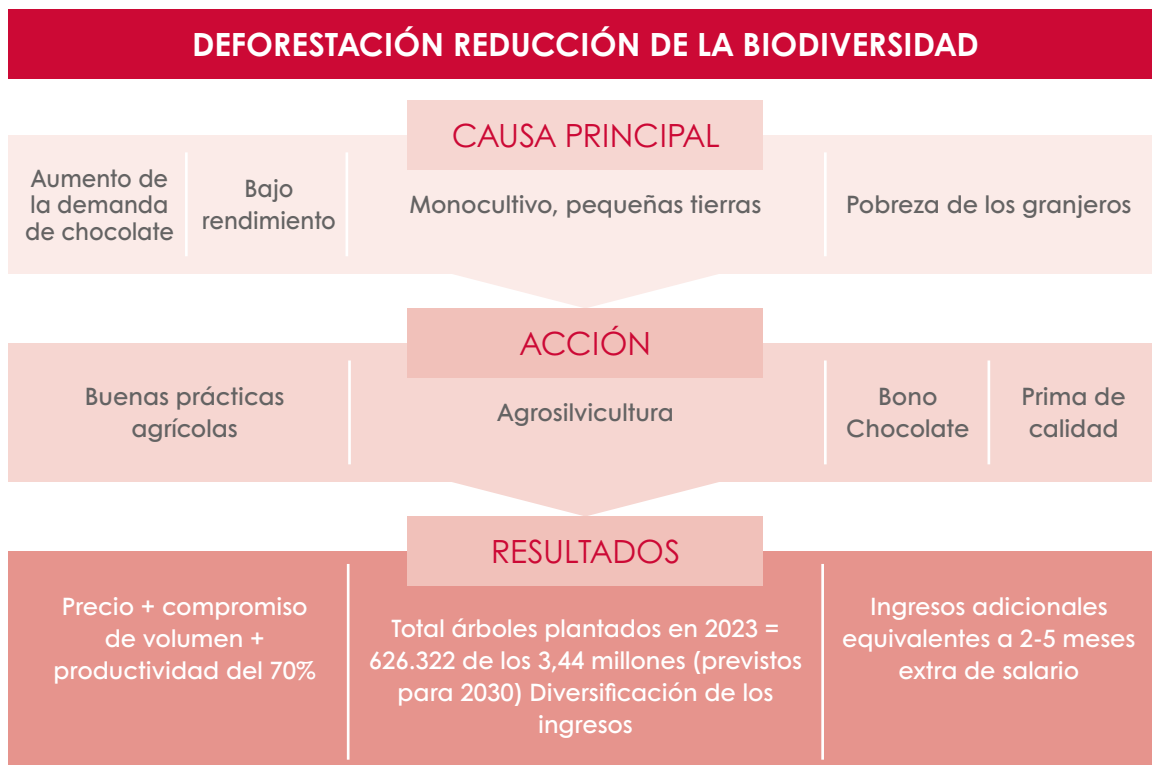 DEFORESTACIÓN REDUCCIÓN DE LA BIODIVERSIDAD
CAUSA PRINCIPAL
Aumento de
la demanda
de chocolate
Bajo
rendimiento
Monocultivo, pequeñas tierras
Pobreza de los granjeros
ACCIÓN
Buenas prácticas
agrícolas
Agrosilvicultura
Bono
Chocolate
Prima de
calidad
RESULTADOS
Precio + compromiso
de volumen +
productividad del 70%
Total árboles plantados en 2023 =
626.322 de los 3,44 millones (previstos
para 2030) Diversificación de los
ingresos
Ingresos adicionales
equivalentes a 2-5 meses
extra de salario